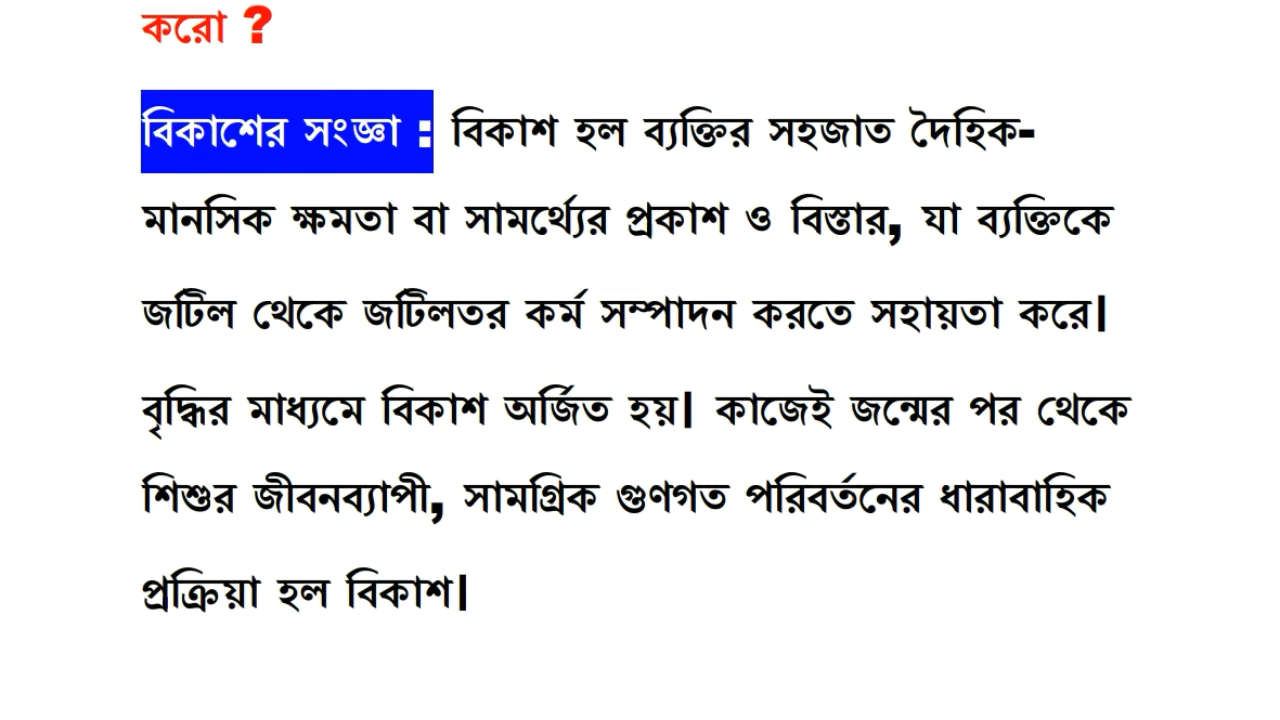 করো ?
বিকাশের সংজ্ঞা : বিকাশ হল ব্যক্তির সহজাত দৈহিক-
মানসিক ক্ষমতা বা সামর্থ্যের প্রকাশ ও বিস্তার, যা ব্যক্তিকে
জটিল থেকে জটিলতর কর্ম সম্পাদন করতে সহায়তা করে।
বৃদ্ধির মাধ্যমে বিকাশ অর্জিত হয়। কাজেই জন্মের পর থেকে
শিশুর জীবনব্যাপী, সামগ্রিক গুণগত পরিবর্তনের ধারাবাহিক
প্রক্রিয়া হল বিকাশ।